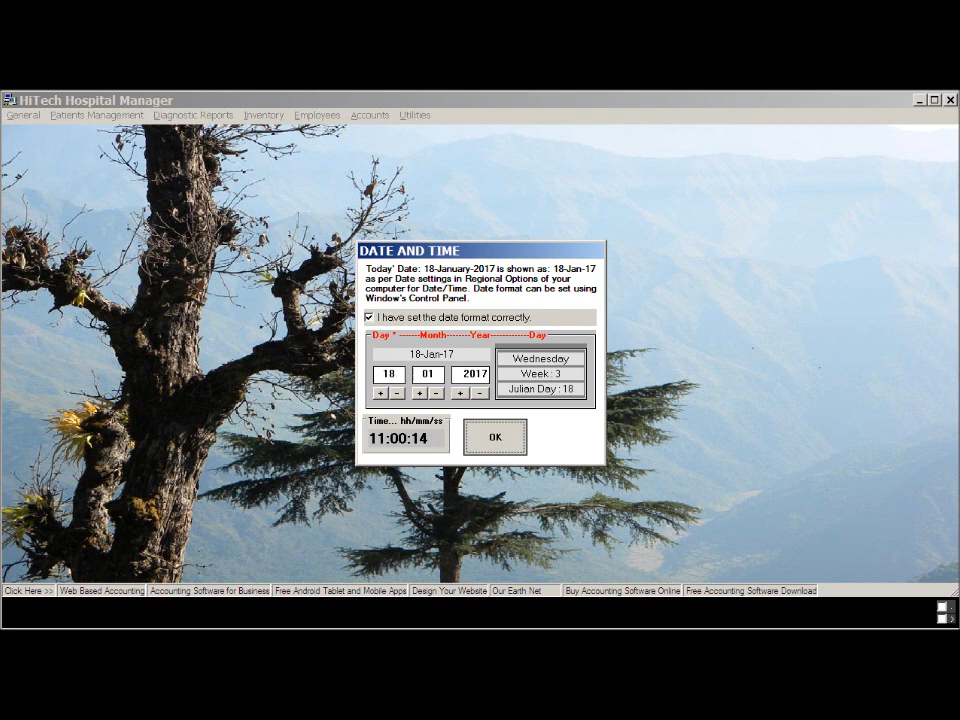 HiTech Hospital Manager
General Patients Management Diagnostic Reports Inventory Employees Accounts Utilities
DATE AND TIME
Today' Date: 18-January-2017 is shown as: 18-Jan-17
as per Date settings in Regional Options of your
computer for Date/Time. Date format can be set using
Window's Control Panel.
I have set the date format correctly.
Day * -------Month--------Year-------------Day
18-Jan-17
18 01 2017
+ - + - + -
Wednesday
Week : 3
Julian Day : 18
Time... hh/mm/ss
11:00:14
OK
Click Here >> Web Based Accounting Accounting Software for Business Free Android Tablet and Mobile Apps Design Your Website Our Earth Net Buy Accounting Software Online Free Accounting Software Download